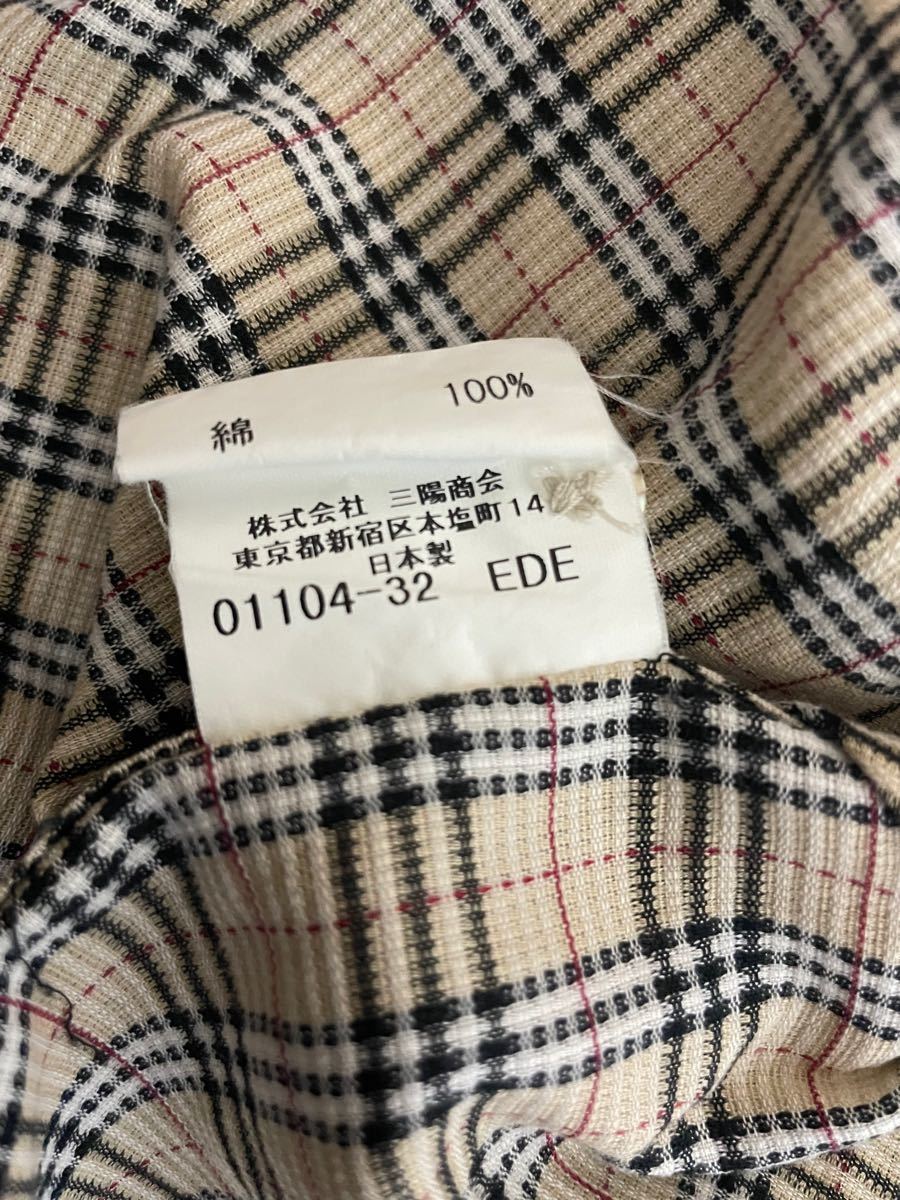 綿 100%
株式会社 三陽商会
東京都新宿区本塩町14
日本製
01104-32 EDE